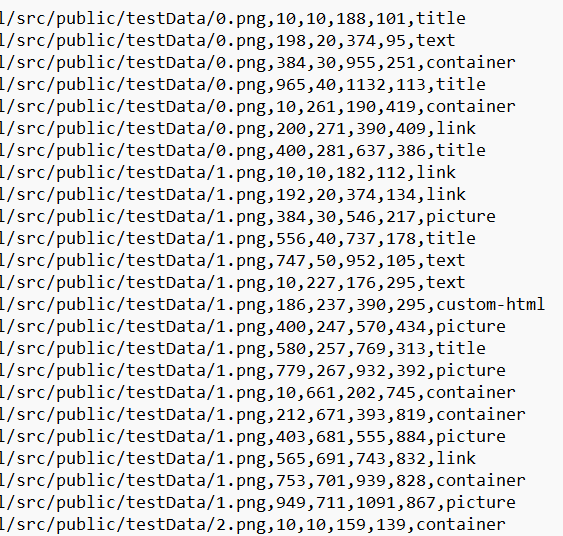 l/src/public/testData/0.png,10,10,188,101,title
l/src/public/testData/0.png,198,20,374,95,text
l/src/public/testData/0.png,384,30,955,251,container
l/src/public/testData/0.png,965,40,1132,113,title
l/src/public/testData/0.png,10,261,190,419,container
l/src/public/testData/0.png,200,271,390,409,link
l/src/public/testData/0.png,400,281,637,386,title
l/src/public/testData/1.png,10,10,182,112,link
l/src/public/testData/1.png,192,20,374,134,link
l/src/public/testData/1.png,384,30,546,217,picture
l/src/public/testData/1.png,556,40,737,178,title
l/src/public/testData/1.png,747,50,952,105,text
l/src/public/testData/1.png,10,227,176,295,text
l/src/public/testData/1.png,186,237,390,295,custom-html
l/src/public/testData/1.png,400,247,570,434,picture
l/src/public/testData/1.png,580,257,769,313,title
l/src/public/testData/1.png,779,267,932,392,picture
l/src/public/testData/1.png,10,661,202,745,container
l/src/public/testData/1.png,212,671,393,819,container
l/src/public/testData/1.png,403,681,555,884,picture
l/src/public/testData/1.png,565,691,743,832,link
l/src/public/testData/1.png,753,701,939,828,container
l/src/public/testData/1.png,949,711,1091,867,picture
l/src/public/testData/2.png,10,10,159,139,container